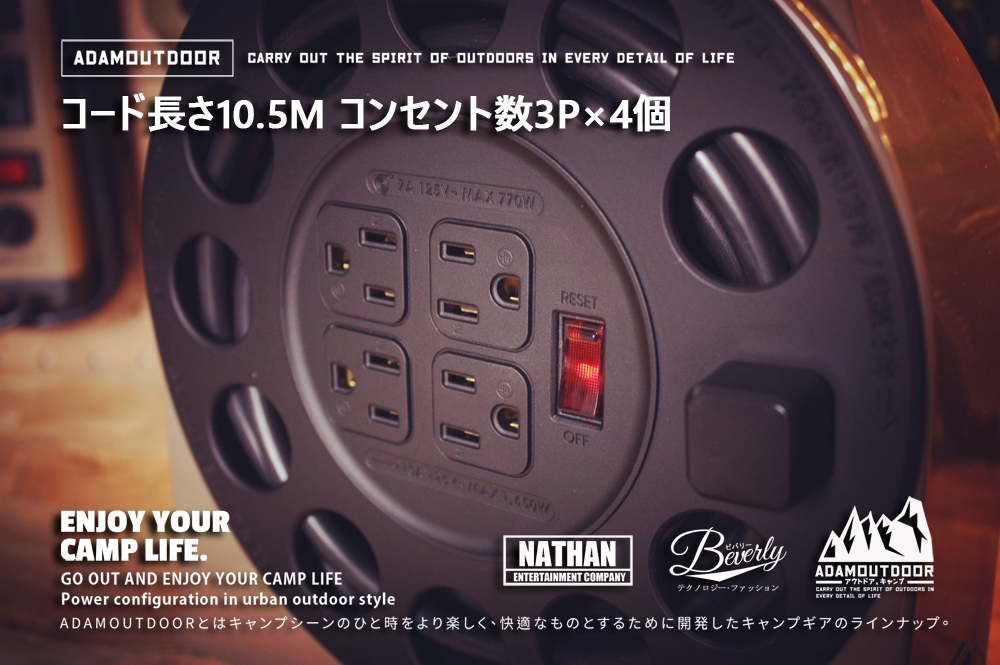 ADAMOUTDOOR CARRY OUT THE SPIRIT OF OUTDOORS IN EVERY DETAIL OF LIFE
コード長さ10.5M コンセント数3P×4個
7A 125V~MAX 770W
RESET
OFF
MAX 1,450W
ENJOY YOUR
CAMP LIFE.
GO OUT AND ENJOY YOUR CAMP LIFE
Power configuration in urban outdoor style
NATHAN
ENTERTAINMENT COMPANY
ビバリー
Beverly
テクノロジー・ファッション
ADAMOUTDOOR
アウトドア。キャンプ
CARRY OUT THE SPIRIT OF OUTDOORS IN
EVERY DETAIL OF LIFE
ADAMOUTDOORとはキャンプシーンのひと時をより楽しく、快適なものとするために開発したキャンプギアのラインナップ。